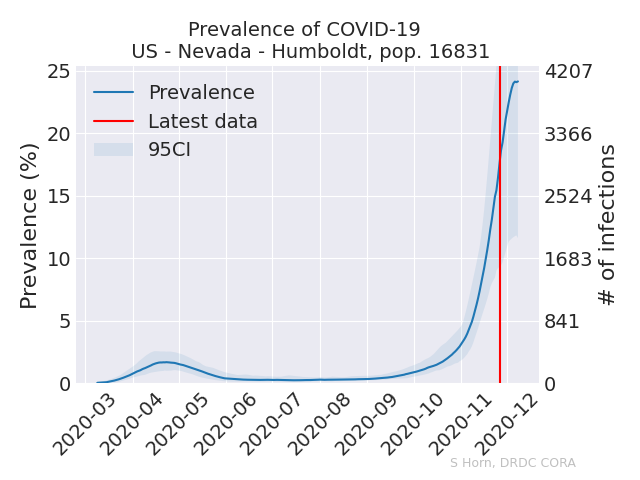 Prevalence of COVID-19
US - Nevada - Humboldt, pop. 16831
Prevalence
Latest data
95CI
Prevalence (%)
25
20
15
10
5
0
4207
3366
2524
1683
841
0
# of infections
2020-03
2020-04
2020-05
2020-06
2020-07
2020-08
2020-09
2020-10
2020-11
2020-12
S Horn, DRDC CORA